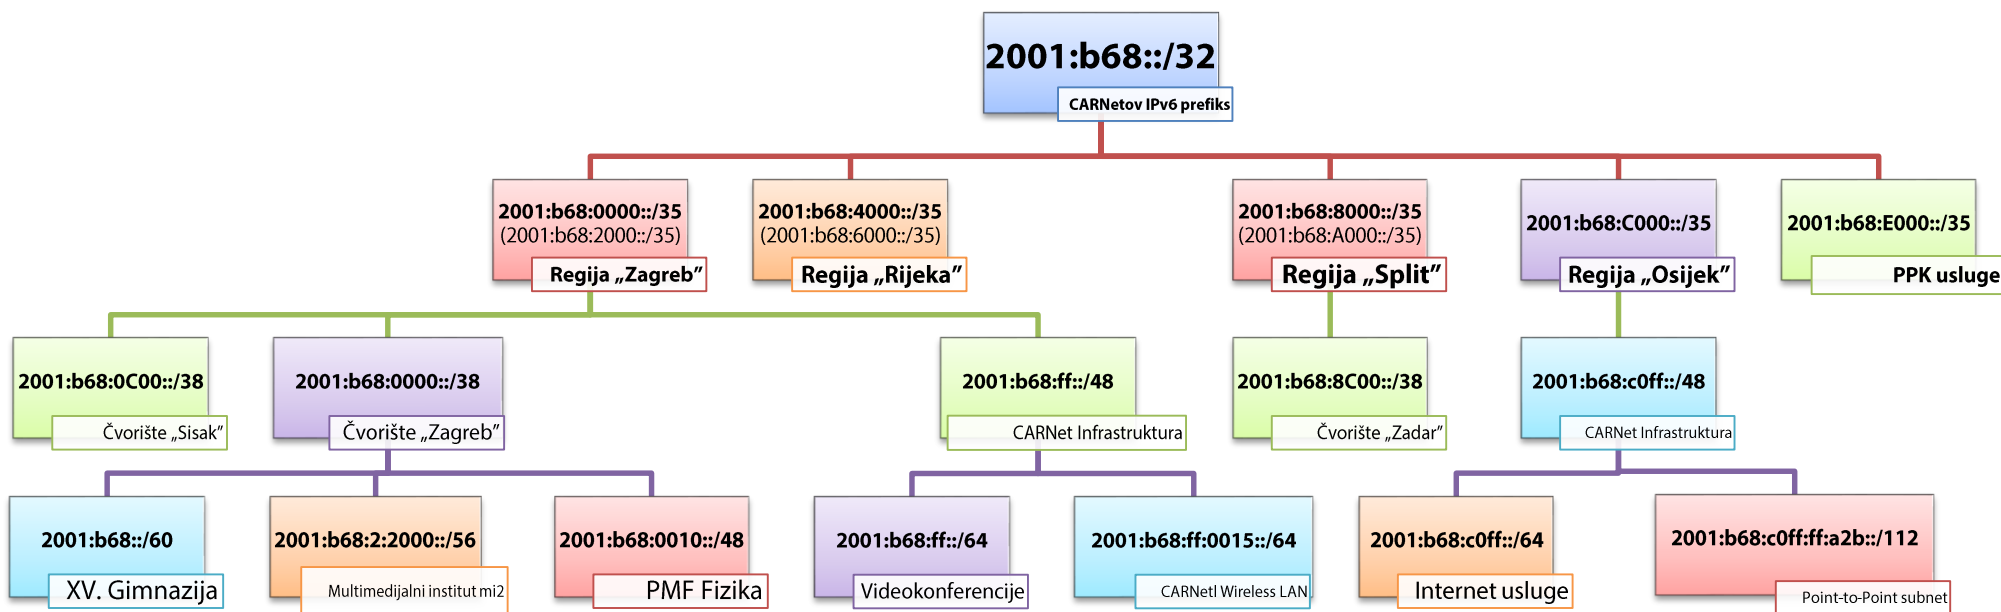 2001:b68::/32
CARNetov IPv6 prefiks
2001:b68:0000::/35
(2001:b68:2000::/35)
Regija „Zagreb”
2001:b68:4000::/35
(2001:b68:6000::/35)
Regija „Rijeka”
2001:b68:8000::/35
(2001:b68:A000::/35)
Regija „Split”
2001:b68:C000::/35
Regija „Osijek”
2001:b68:E000::/35
PPK usluge
2001:b68:0C00::/38
Čvorište „Sisak”
2001:b68:0000::/38
Čvorište „Zagreb”
2001:b68:ff::/48
CARNet Infrastruktura
2001:b68:8C00::/38
Čvorište „Zadar”
2001:b68:c0ff::/48
CARNet Infrastruktura
2001:b68::/60
XV. Gimnazija
2001:b68:2:2000::/56
Multimedijalni institut mi2
2001:b68:0010::/48
PMF Fizika
2001:b68:ff::/64
Videokonferencije
2001:b68:ff:0015::/64
CARNetI Wireless LAN
2001:b68:c0ff::/64
Internet usluge
2001:b68:c0ff:ff:a2b::/112
Point-to-Point subnet